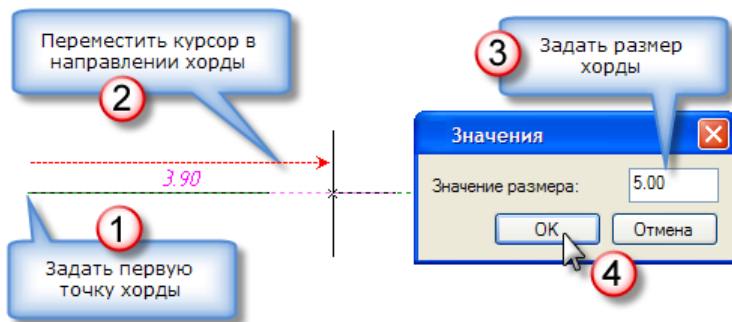 Переместить курсор в
направлении хорды
2
3.90
1
Задать первую
точку хорды
3
Задать размер
хорды
Значения
Значение размера:
5.00
OK
Отмена
4